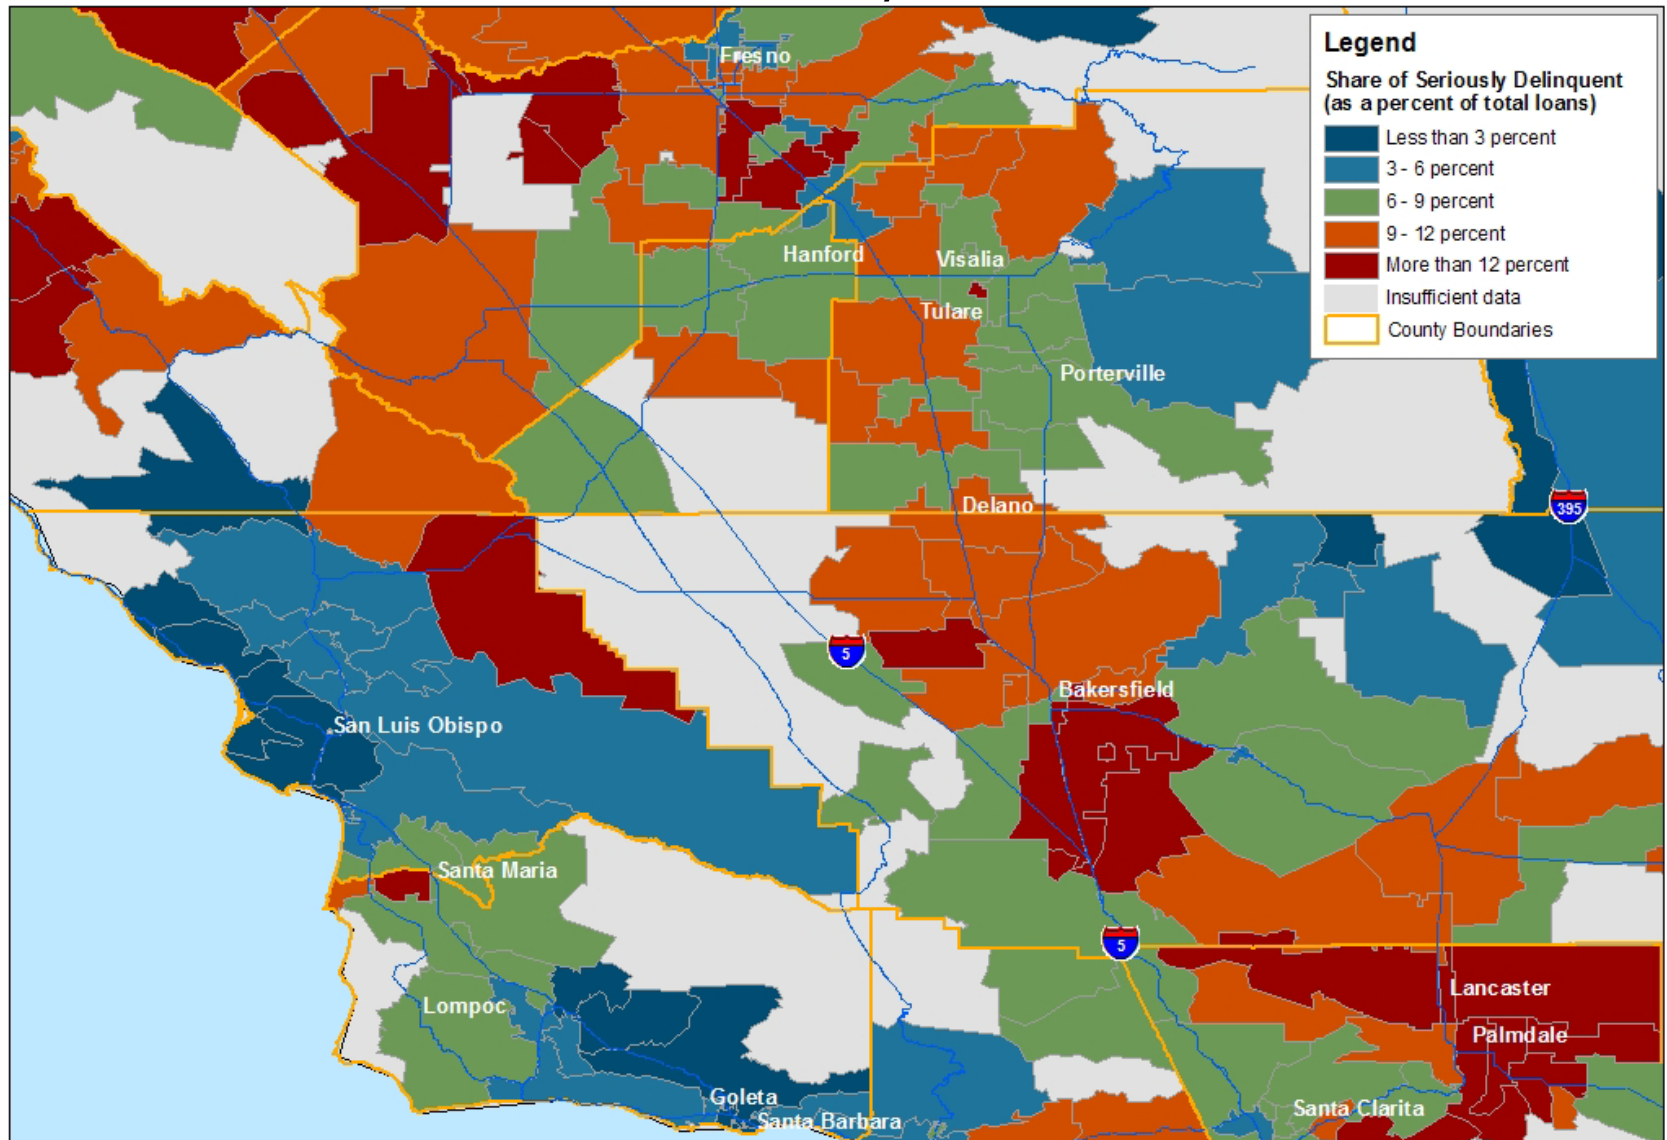 Legend
Share of Seriously Delinquent
(as a percent of total loans)
Less than 3 percent
3 - 6 percent
6 - 9 percent
9 - 12 percent
More than 12 percent
Insufficient data
County Boundaries
Fresno
Hanford
Visalia
Tulare
Porterville
Delano
395
5
Bakersfield
San Luis Obispo
Santa Maria
5
Lancaster
Lompoc
Palmdale
Goleta
Santa Clarita
Santa Barbara